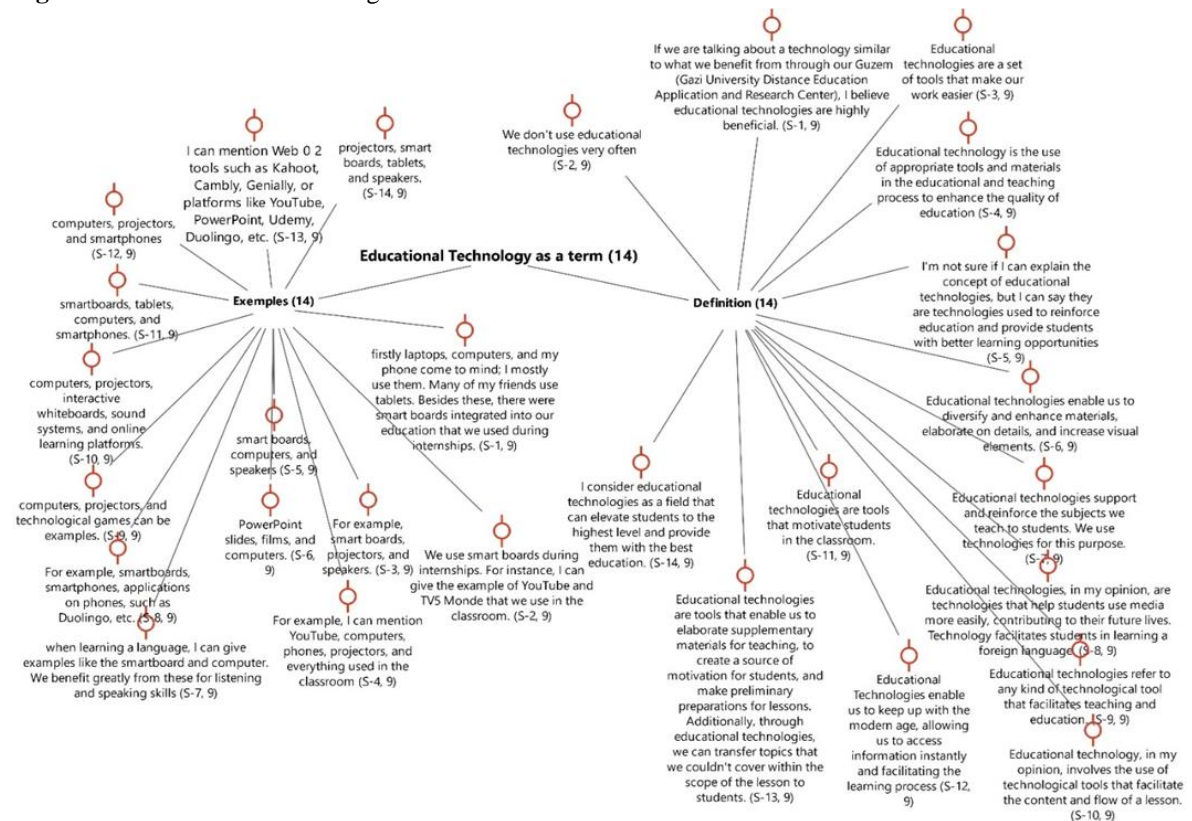 If we are talking about a technology similar
to what we benefit from through our Guzem
(Gazi University Distance Education
Application and Research Center), I believe
educational technologies are highly
beneficial. (S-1, 9)
Educational
technologies are a set
of tools that make our
work easier (S-3, 9)
We don't use educational
technologies very often
(S-2, 9)
I can mention Web 0 2
tools such as Kahoot,
Cambly, Genially, or
platforms like YouTube,
PowerPoint, Udemy,
Duolingo, etc. (S-13, 9)
projectors, smart
boards, tablets,
and speakers.
(S-14, 9)
Educational technology is the use
of appropriate tools and materials
in the educational and teaching
process to enhance the quality of
education (S-4, 9)
computers, projectors,
and smartphones
(S-12, 9)
Educational Technology as a term (14)
Exemples (14)
Definition (14)
I'm not sure if I can explain the
concept of educational
technologies, but I can say they
are technologies used to reinforce
education and provide students
with better learning opportunities
(S-5, 9)
smartboards, tablets,
computers, and
smartphones. (S-11, 9)
firstly laptops, computers, and my
phone come to mind; I mostly
use them. Many of my friends use
tablets. Besides these, there were
smart boards integrated into our
education that we used during
internships. (S-1, 9)
computers, projectors,
interactive
whiteboards, sound
systems, and online
learning platforms.
(S-10, 9)
Educational technologies enable us to
diversify and enhance materials,
elaborate on details, and increase visual
elements. (S-6, 9)
smart boards,
computers, and
speakers (S-5, 9)
I consider educational
technologies as a field that
can elevate students to the
highest level and provide
them with the best
education. (S-14, 9)
Educational
technologies are tools
that motivate students
in the classroom.
(S-11, 9)
Educational technologies support
and reinforce the subjects we
teach to students. We use
technologies for this purpose.
(S-7, 9)
computers, projectors, and
technological games can be
examples. (S-9, 9)
PowerPoint
slides, films, and
computers. (S-6,
9)
For example,
smart boards,
projectors, and
speakers. (S-3, 9)
We use smart boards during
internships. For instance, I can
give the example of YouTube and
TV5 Monde that we use in the
classroom. (S-2, 9)
For example, smartboards,
smartphones, applications
on phones, such as
Duolingo, etc. (S-8, 9)
Educational technologies, in my opinion, are
technologies that help students use media
more easily, contributing to their future lives.
Technology facilitates students in learning a
foreign language. (S-8, 9)
Educational technologies
are tools that enable us to
elaborate supplementary
materials for teaching, to
create a source of
motivation for students, and
make preliminary
preparations for lessons.
Additionally, through
educational technologies,
we can transfer topics that
we couldn't cover within the
scope of the lesson to
students. (S-13, 9)
For example, I can mention
YouTube, computers,
phones, projectors, and
everything used in the
classroom (S-4, 9)
when learning a language, I can give
examples like the smartboard and computer.
We benefit greatly from these for listening
and speaking skills (S-7, 9)
Educational
Technologies enable
us to keep up with the
modern age, allowing
us to access
information instantly
and facilitating the
learning process (S-12,
9)
Educational technologies refer to
any kind of technological tool
that facilitates teaching and
education. (S-9, 9)
Educational technology, in my
opinion, involves the use of
technological tools that facilitate
the content and flow of a lesson.
(S-10, 9)